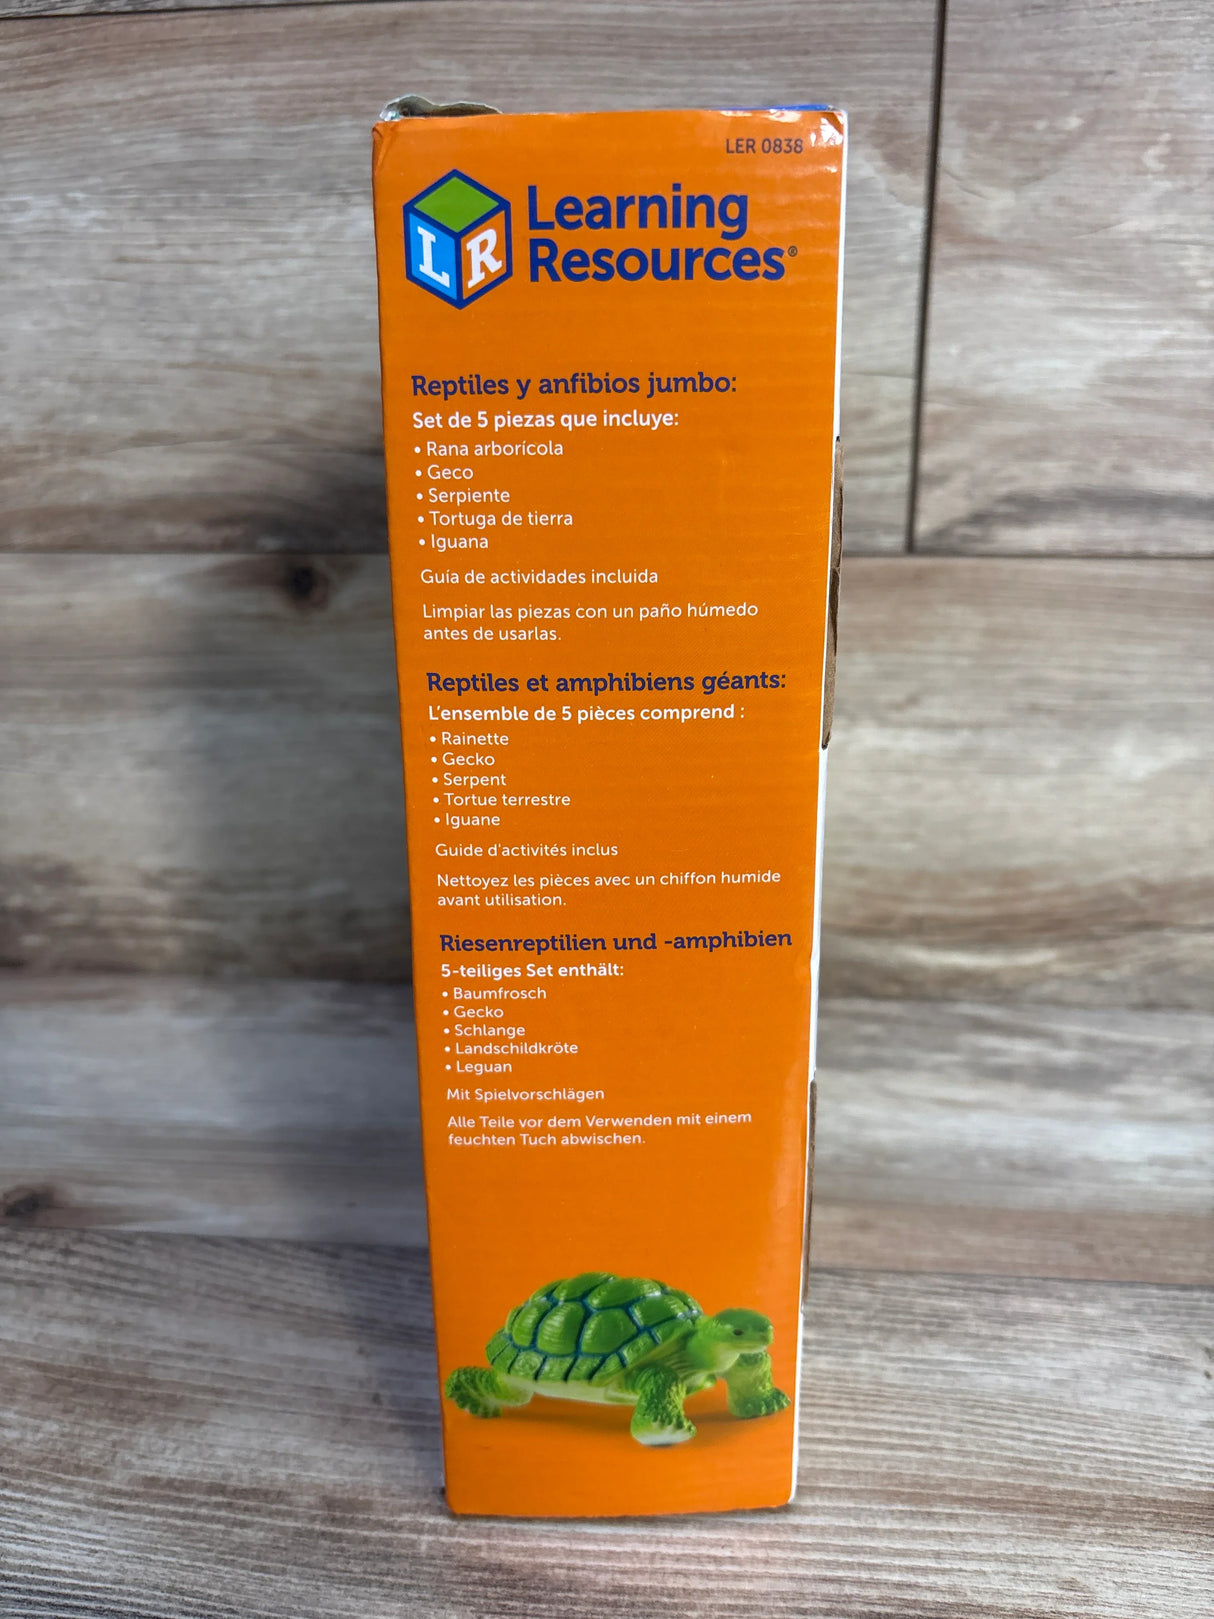 LER 0838
LR
Learning
Resources®
Reptiles y anfibios jumbo:
Set de 5 piezas que incluye:
• Rana arborícola
• Geco
• Serpiente
• Tortuga de tierra
• Iguana
Guía de actividades incluida
Limpiar las piezas con un paño húmedo
antes de usarlas.
Reptiles et amphibiens géants:
L'ensemble de 5 pièces comprend :
• Rainette
• Gecko
• Serpent
• Tortue terrestre
• Iguane
Guide d'activités inclus
Nettoyez les pièces avec un chiffon humide
avant utilisation.
Riesenreptilien und -amphibien
5-teiliges Set enthält:
• Baumfrosch
• Gecko
• Schlange
• Landschildkröte
• Leguan
Mit Spielvorschlägen
Alle Teile vor dem Verwenden mit einem
feuchten Tuch abwischen.